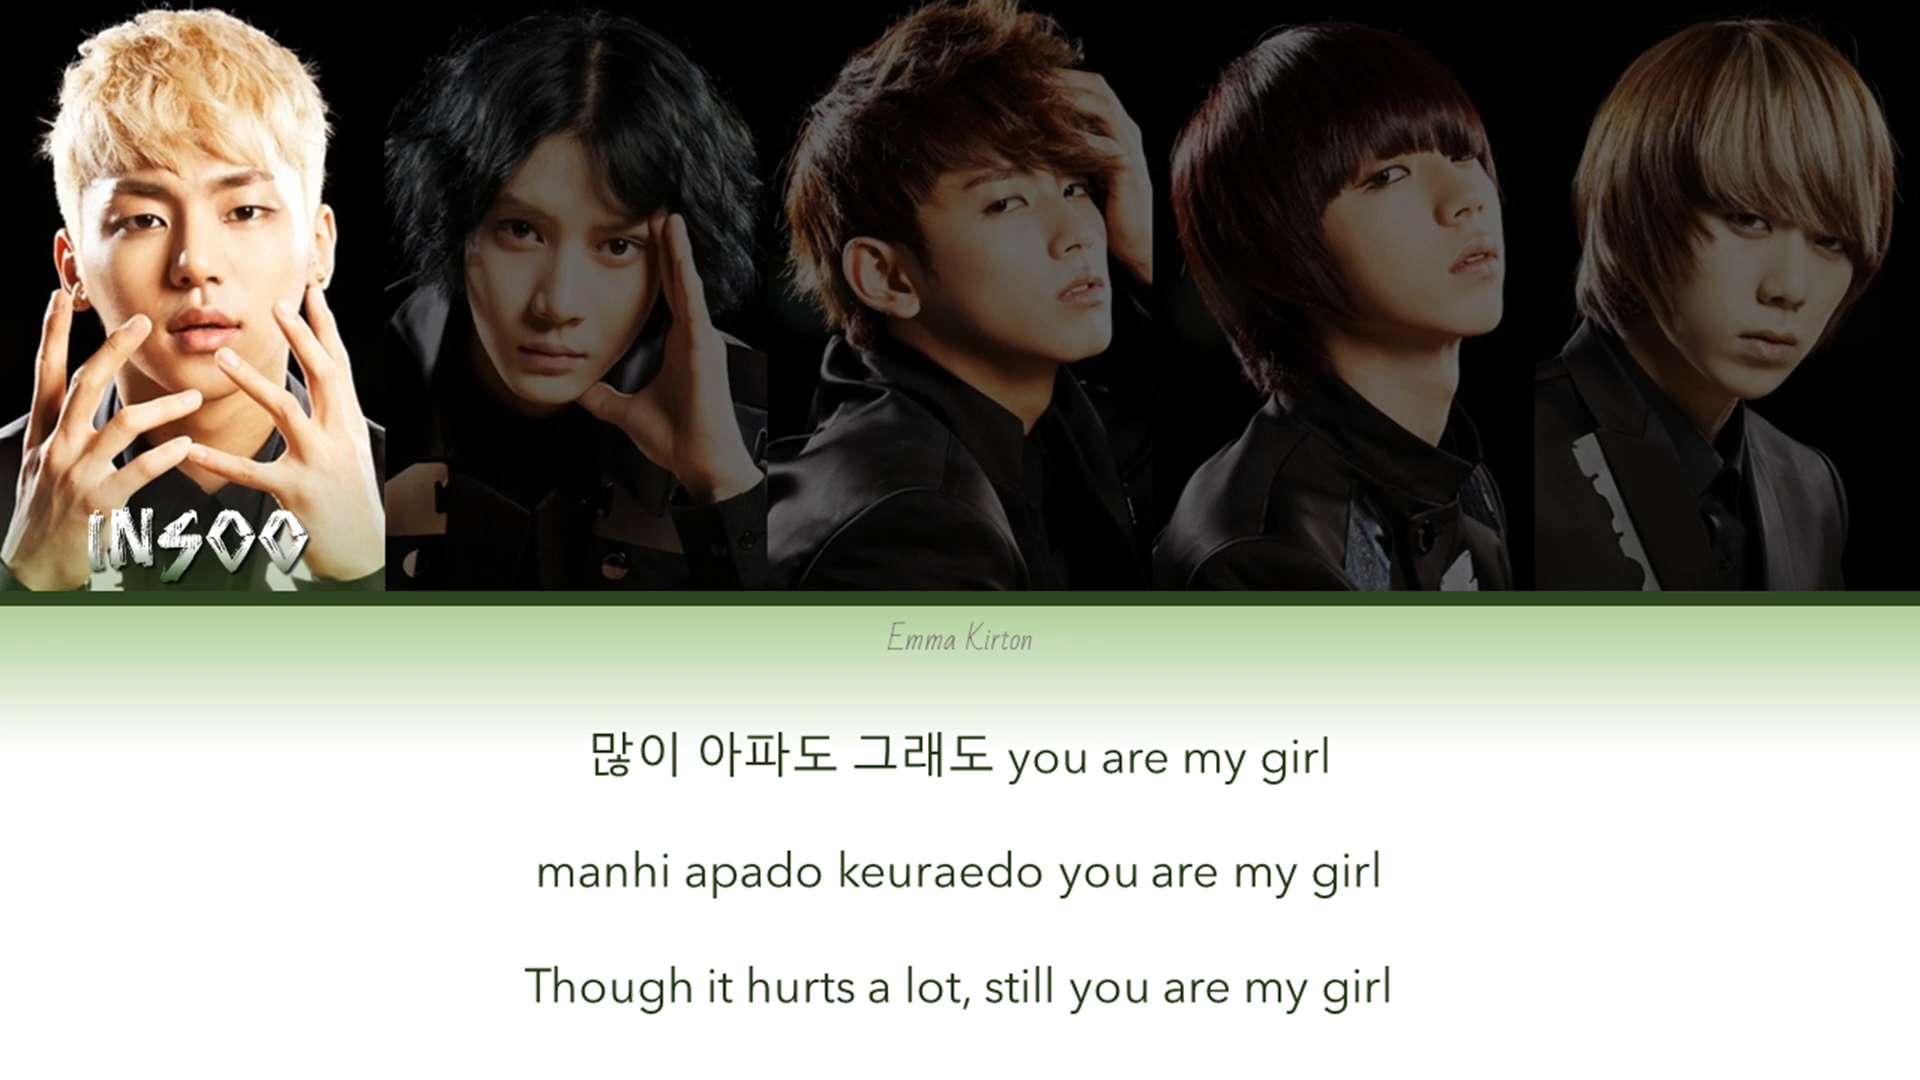 INSOO
Emma Kirton
많이 아파도 그래도 you are my girl
manhi apado keuraedo you are my girl
Though it hurts a lot, still you are my girl